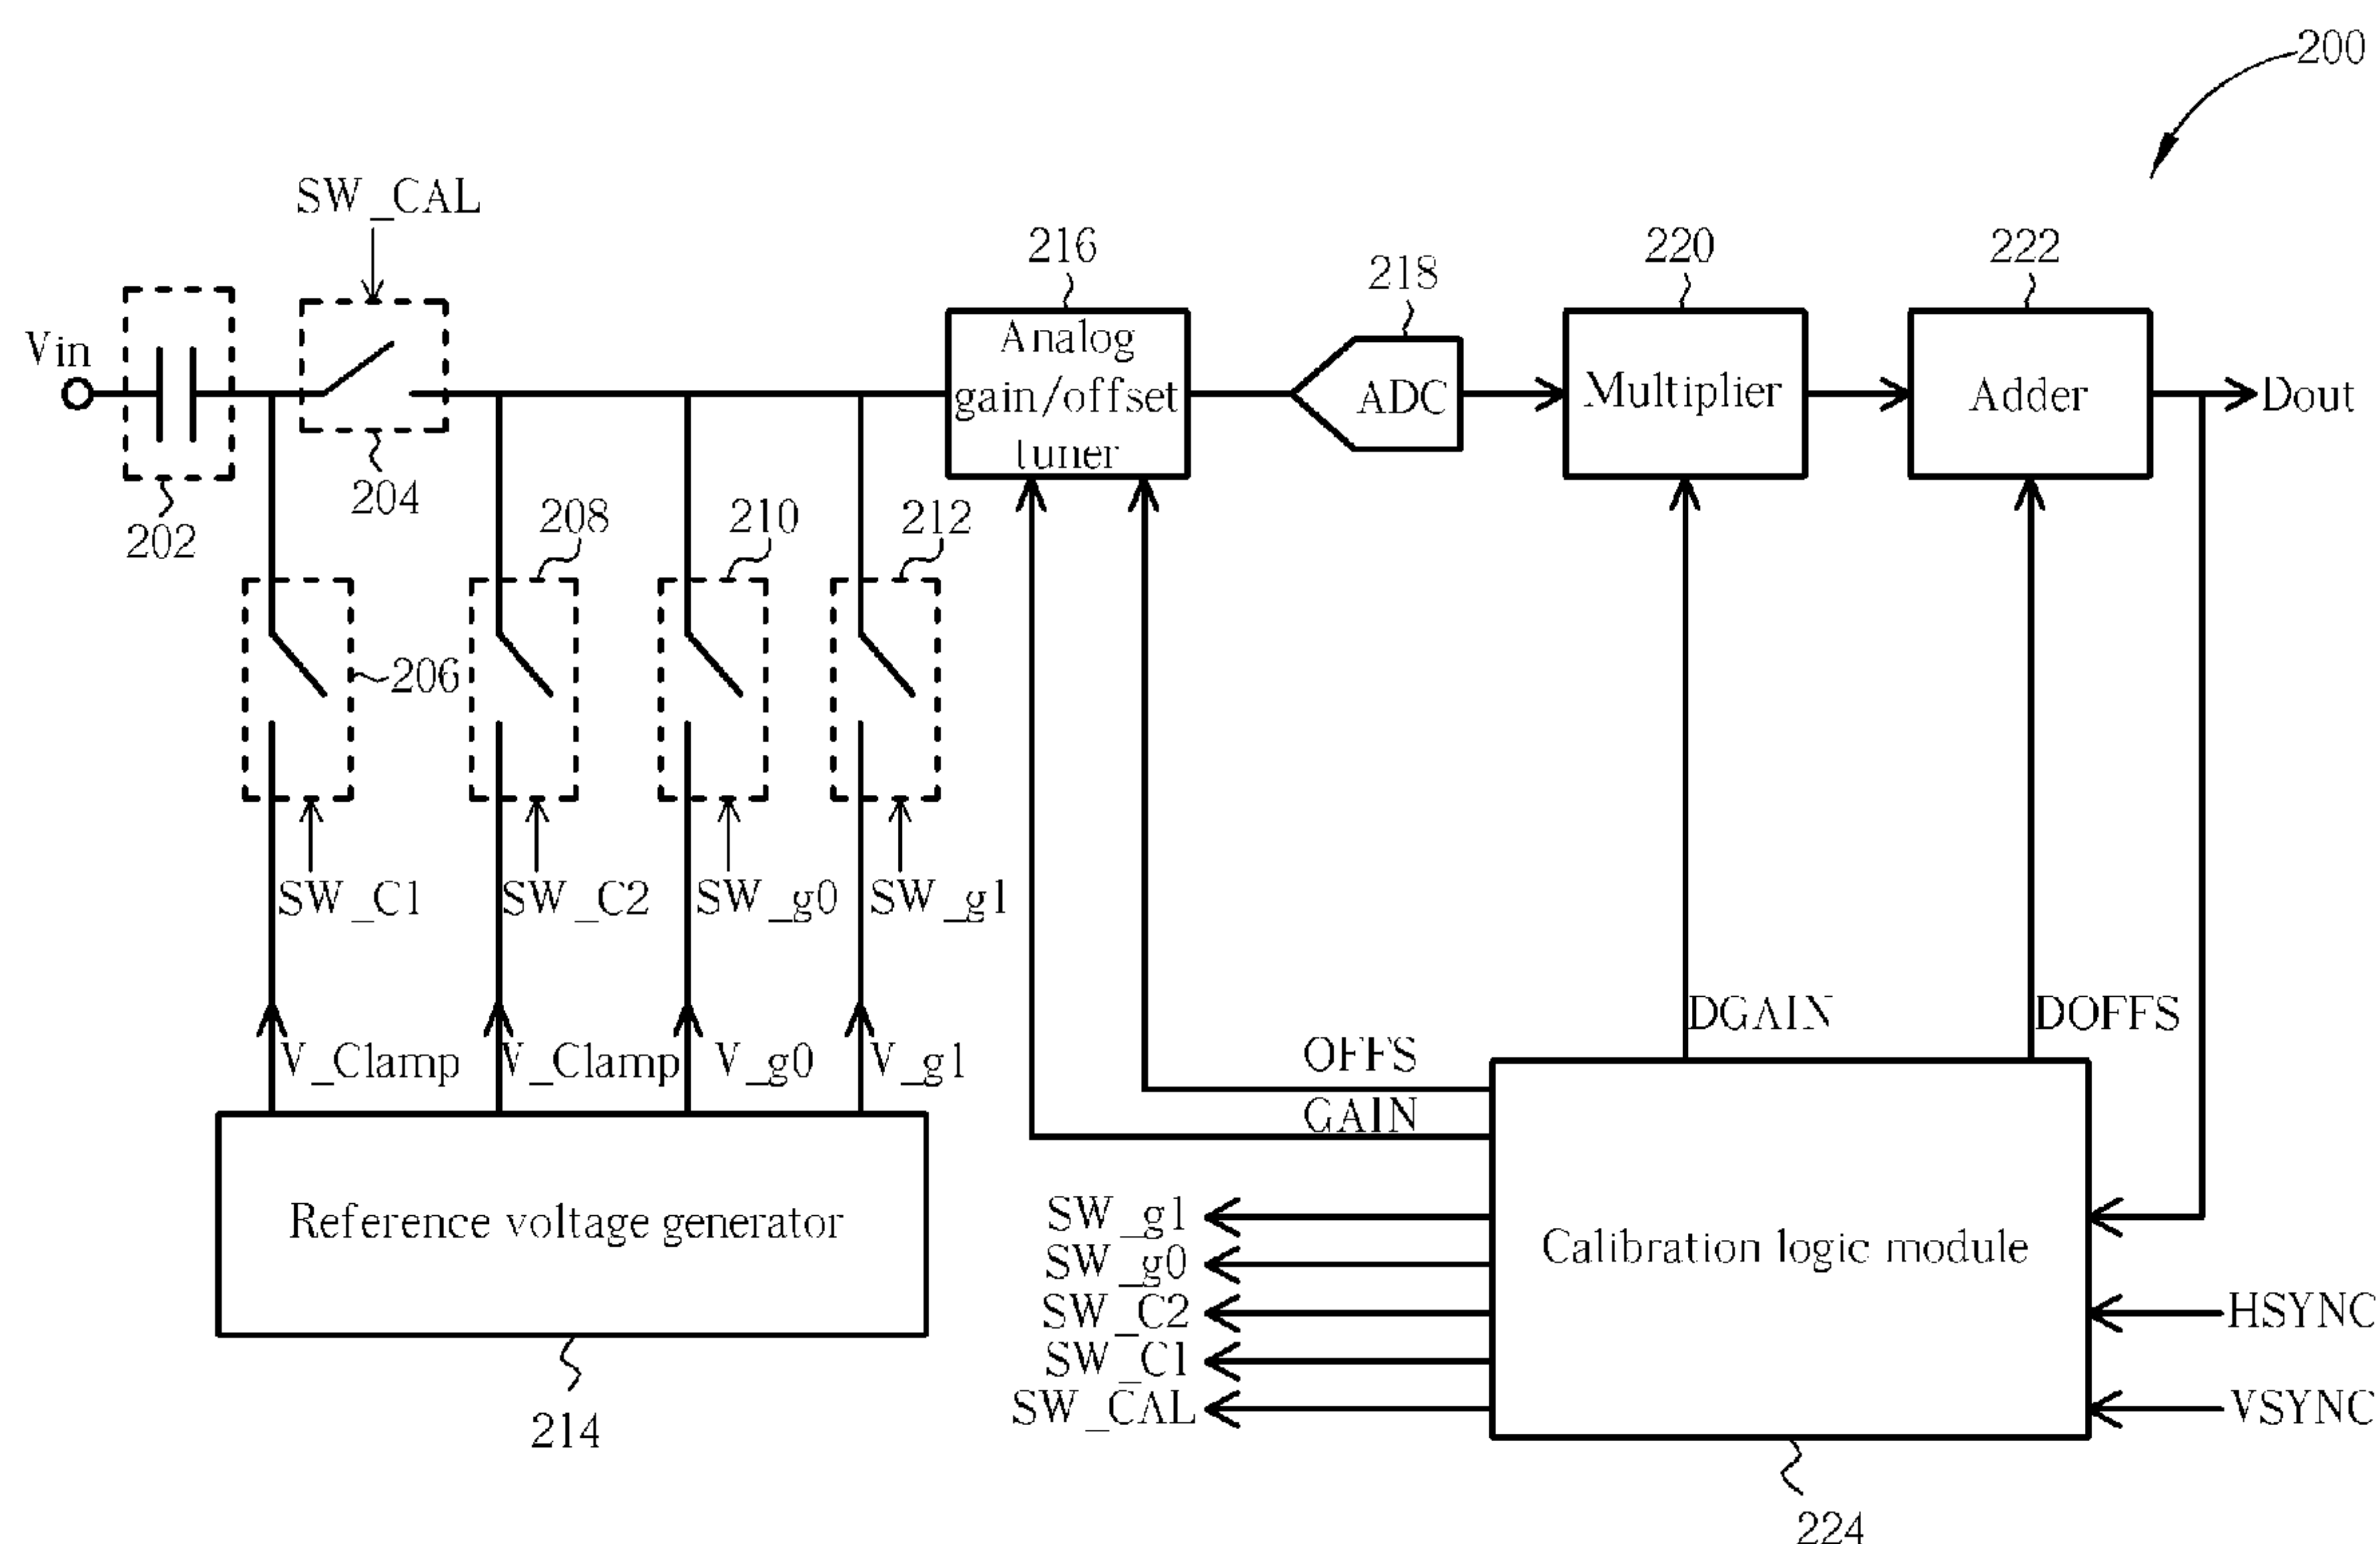 200
SW_CAL
216
220
222
218
Vin
Analog
gain/offset
tuner
ADC
Multiplier
Adder
Dout
202
204
208
210
212
206
SW_C1
SW_C2
SW_g0
SW_g1
V_Clamp
V_Clamp
V_g0
V_g1
DGAIN
DOFFS
OFFS
GAIN
Reference voltage generator
Calibration logic module
SW_g1
SW_g0
SW_C2
SW_C1
SW_CAL
HSYNC
VSYNC
214
224